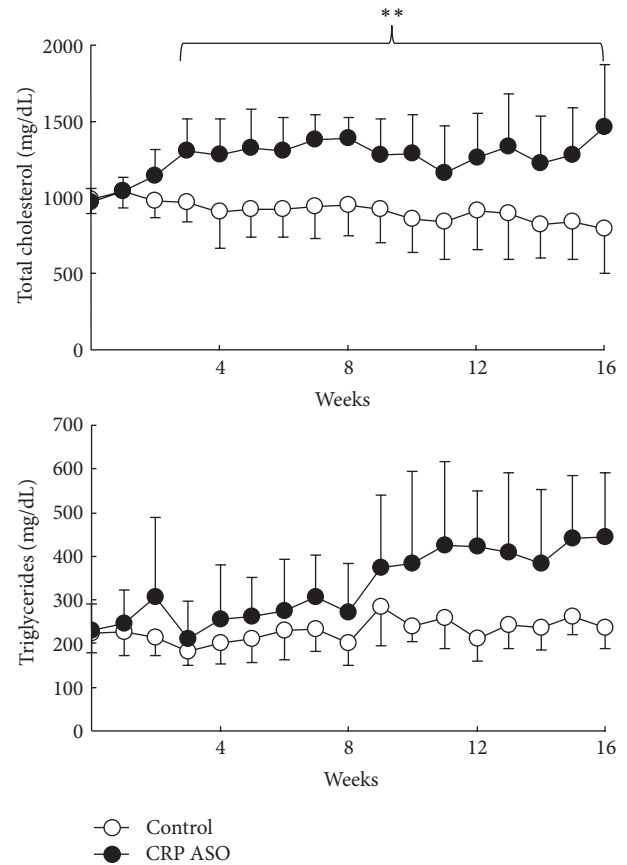 **
2000
1500
1000
500
0
Total cholesterol (mg/dL)
4 8 12 16
Weeks
700
600
500
400
300
200
100
0
Triglycerides (mg/dL)
4 8 12 16
Weeks
Control
CRP ASO